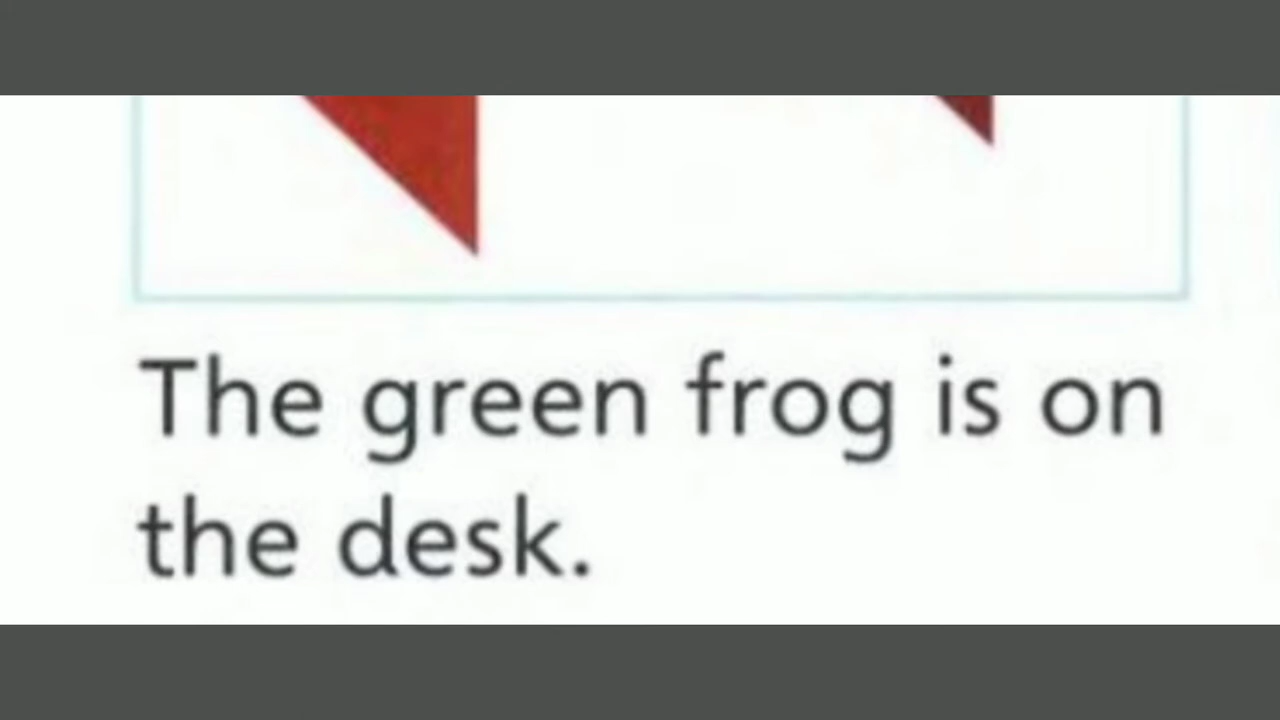 The green frog is on
the desk.